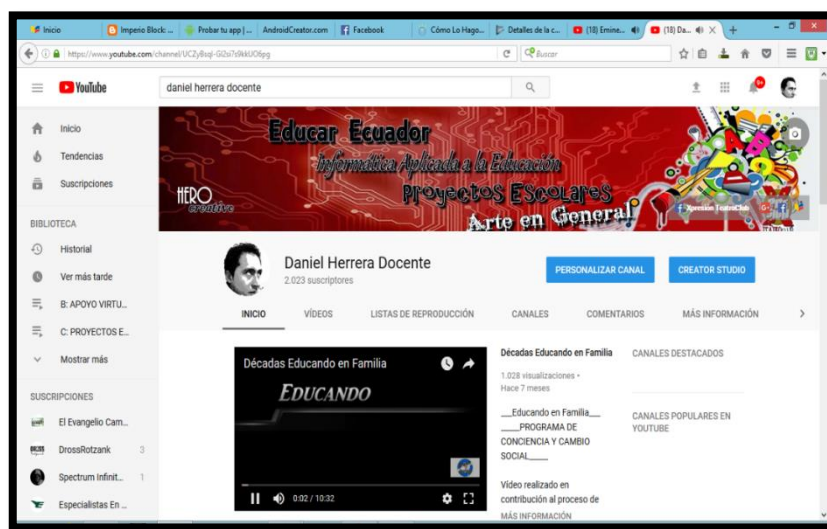 Inicio
Imperio Block: ...
Probar tu app | ...
AndroidCreator.com
Facebook
Cómo Lo Hago...
Detalles de la c...
(18) Emine...
(18) Da...
https://www.youtube.com/channel/UCZyBsql-GI2oi7s9kkUO6pg
Buscar
YouTube
daniel herrera docente
9+
Inicio
Tendencias
Suscripciones
BIBLIOTECA
Historial
Ver más tarde
B: APOYO VIRTU...
C: PROYECTOS E...
Mostrar más
SUSCRIPCIONES
El Evangelio Cam...
DrossRotzank 3
Spectrum Infinit... 1
Especialistas En ...
Educar Ecuador
Informática Aplicada a la Educación
Proyectos Escolares
Arte en General
HERO
creative
Xpresión TeatroClub
G+
Daniel Herrera Docente
2.023 suscriptores
PERSONALIZAR CANAL
CREATOR STUDIO
INICIO
VÍDEOS
LISTAS DE REPRODUCCIÓN
CANALES
COMENTARIOS
MÁS INFORMACIÓN
Décadas Educando en Familia
EDUCANDO
0:02 / 10:32
Décadas Educando en Familia
1.028 visualizaciones •
Hace 7 meses
__Educando en Familia___
____PROGRAMA DE
CONCIENCIA Y CAMBIO
SOCIAL_____
Vídeo realizado en
contribución al proceso de
MÁS INFORMACIÓN
CANALES DESTACADOS
CANALES POPULARES EN
YOUTUBE